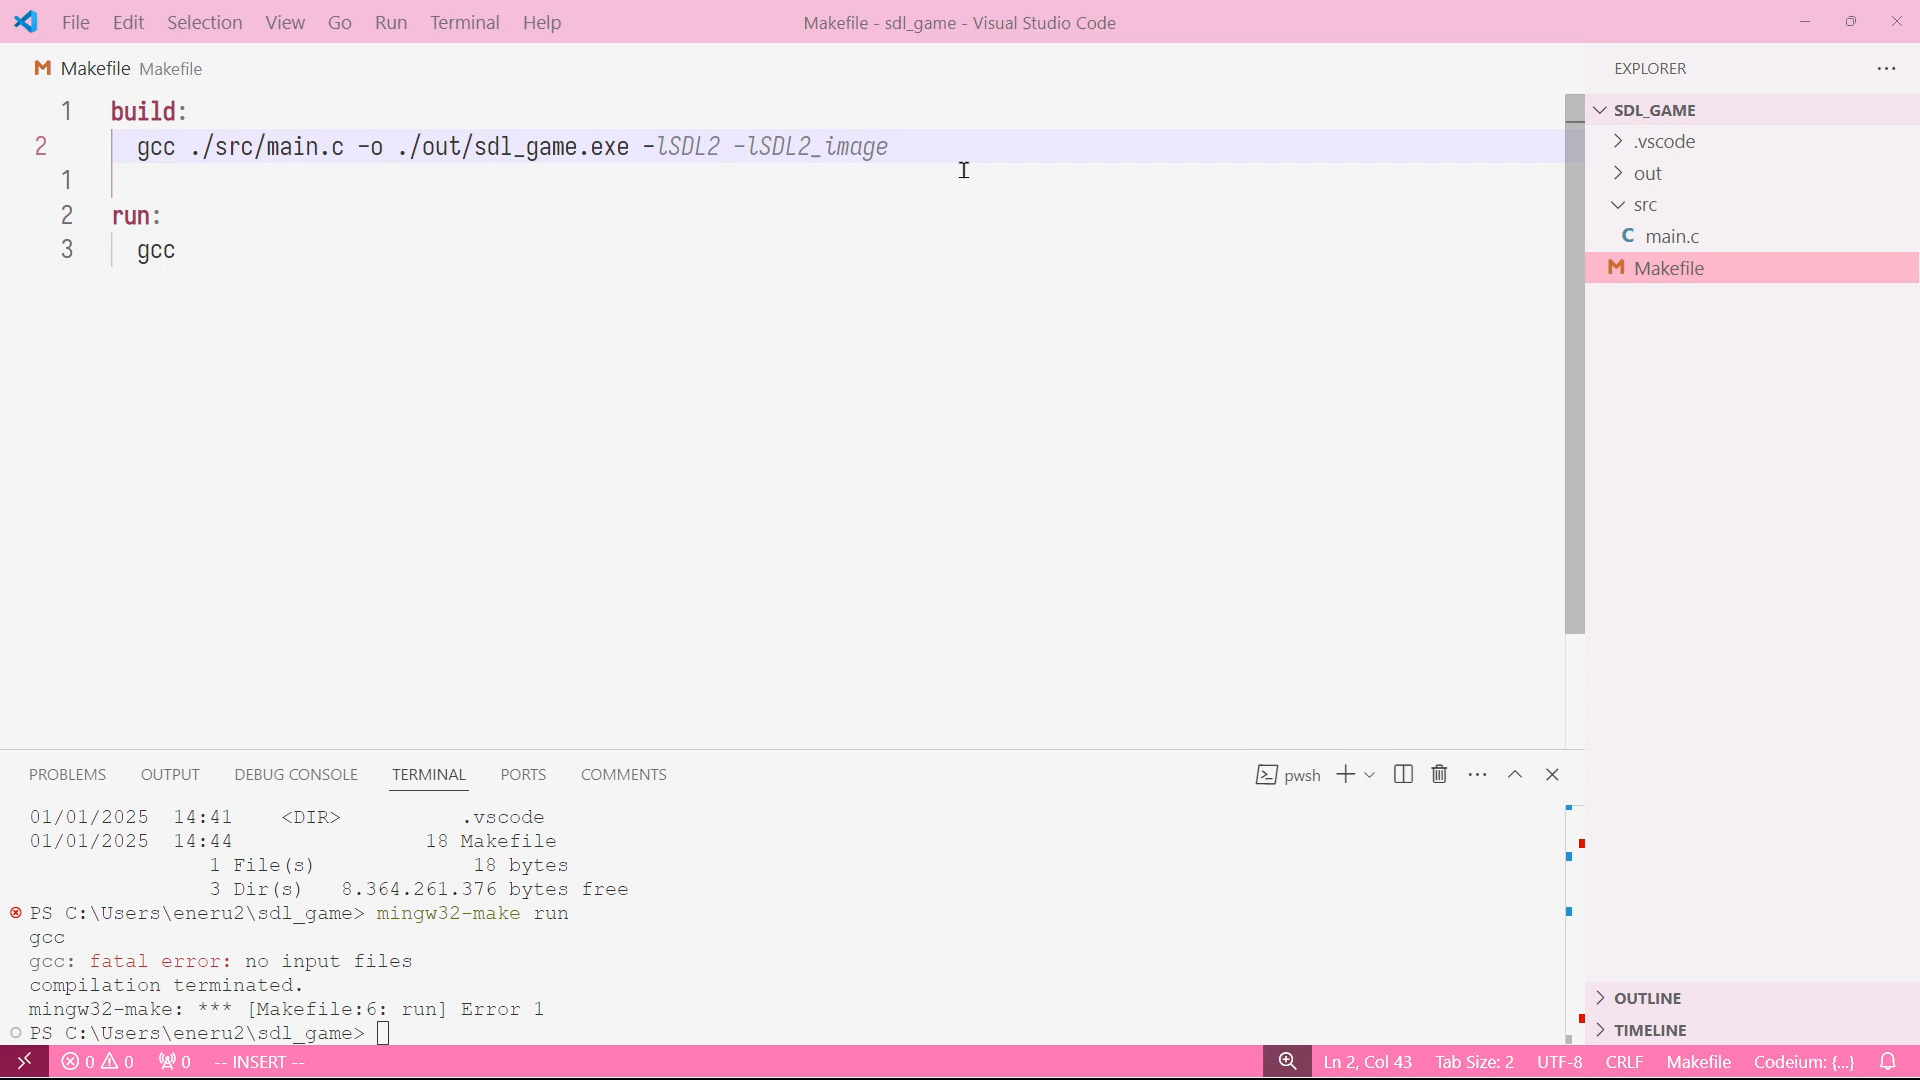 File Edit Selection View Go Run Terminal Help Makefile - sdl_game - Visual Studio Code
Makefile Makefile
1 build:
2 gcc ./src/main.c -o ./out/sdl_game.exe -lSDL2 -lSDL2_image
1
2 run:
3 gcc
EXPLORER ...
SDL_GAME
.vscode
out
src
C main.c
M Makefile
OUTLINE
TIMELINE
PROBLEMS OUTPUT DEBUG CONSOLE TERMINAL PORTS COMMENTS pwsh
01/01/2025 14:41 <DIR> .vscode
01/01/2025 14:44 18 Makefile
1 File(s) 18 bytes
3 Dir(s) 8.364.261.376 bytes free
PS C:\Users\eneru2\sdl_game> mingw32-make run
gcc
gcc: fatal error: no input files
compilation terminated.
mingw32-make: *** [Makefile:6: run] Error 1
PS C:\Users\eneru2\sdl_game>
0 0 0 -- INSERT -- Ln 2, Col 43 Tab Size: 2 UTF-8 CRLF Makefile Codeium: {...}